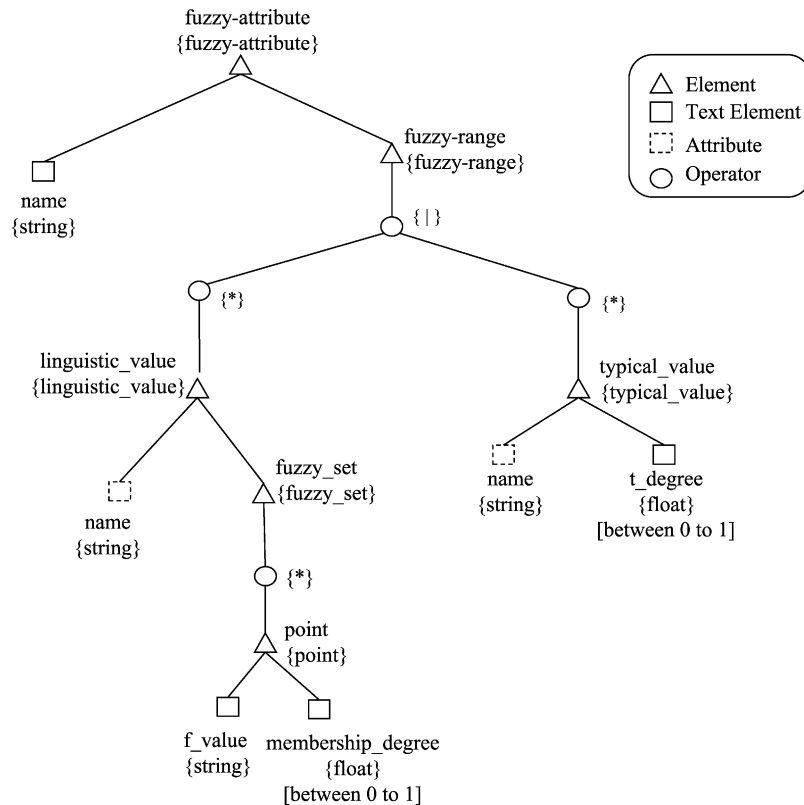 fuzzy-attribute
{fuzzy-attribute}
Element
Text Element
Attribute
Operator
fuzzy-range
{fuzzy-range}
name
{string}
{ | }
{*}
{*}
linguistic_value
{linguistic_value}
typical_value
{typical_value}
name
{string}
fuzzy_set
{fuzzy_set}
name
{string}
t_degree
{float}
[between 0 to 1]
{*}
point
{point}
f_value
{string}
membership_degree
{float}
[between 0 to 1]